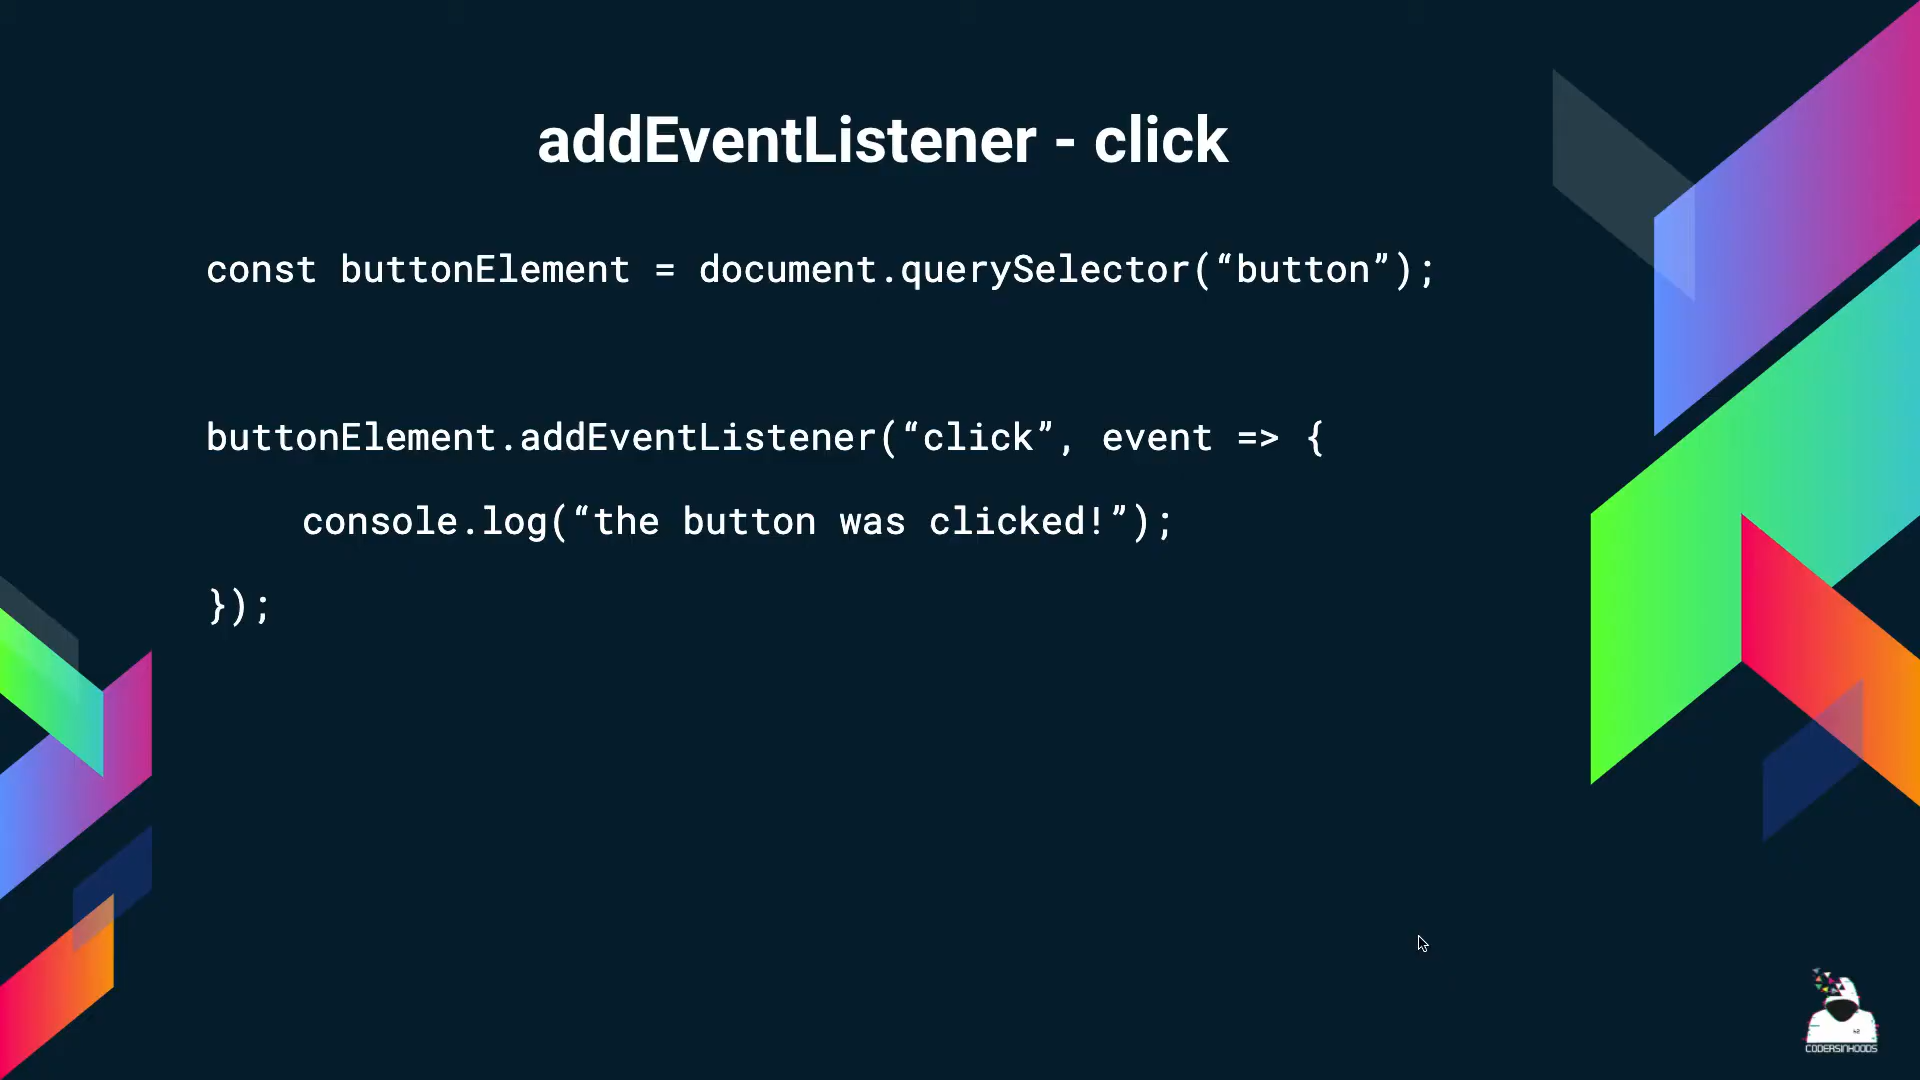 addEventListener - click
const buttonElement = document.querySelector(“button”);
buttonElement.addEventListener(“click”, event => {
console.log(“the button was clicked!”);
});
CODERSINHOODS